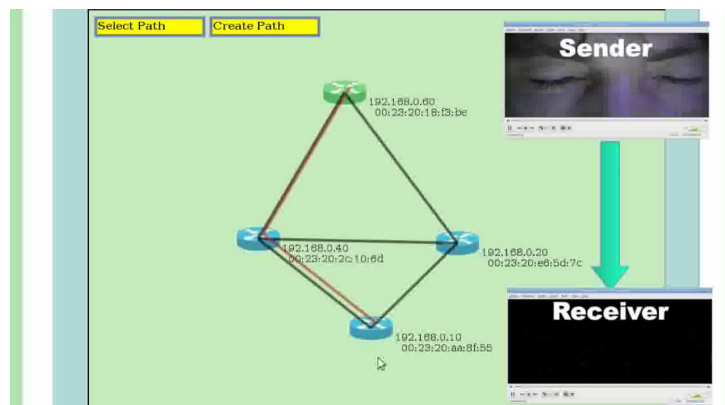 Select Path
Create Path
Sender
192.168.0.60
00:23:20:18:f3:be
192.168.0.40
00:23:20:2c:10:6d
192.168.0.20
00:23:20:e6:5d:7c
Receiver
192.168.0.10
00:23:20:aa:8f:55